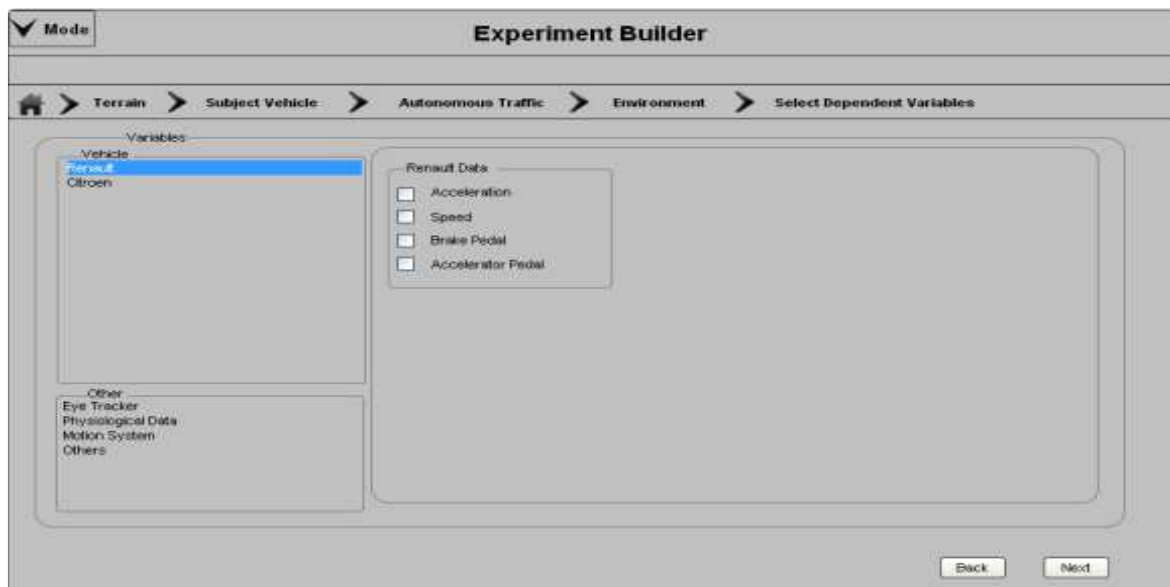 Mode
Experiment Builder
Terrain Subject Vehicle Autonomous Traffic Environment Select Dependent Variables
Variables
Vehicle
Renault
Citroen
Renault Data
Acceleration
Speed
Brake Pedal
Accelerator Pedal
Other
Eye Tracker
Physiological Data
Motion System
Others
Back Next